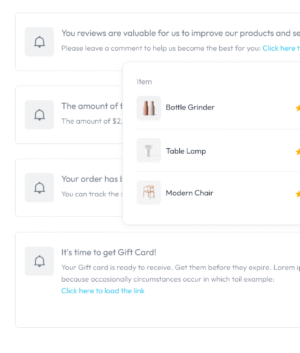 You reviews are valuable for us to improve our products and se
Please leave a comment to help us become the best for you: Click here t
Item
Bottle Grinder
The amount of
The amount of $2
Table Lamp
Your order has b
You can track the
Modern Chair
It's time to get Gift Card!
Your Gift card is ready to receive. Get them before they expire. Lorem ip
because occasionally circumstances occur in which toil example:
Click here to load the link